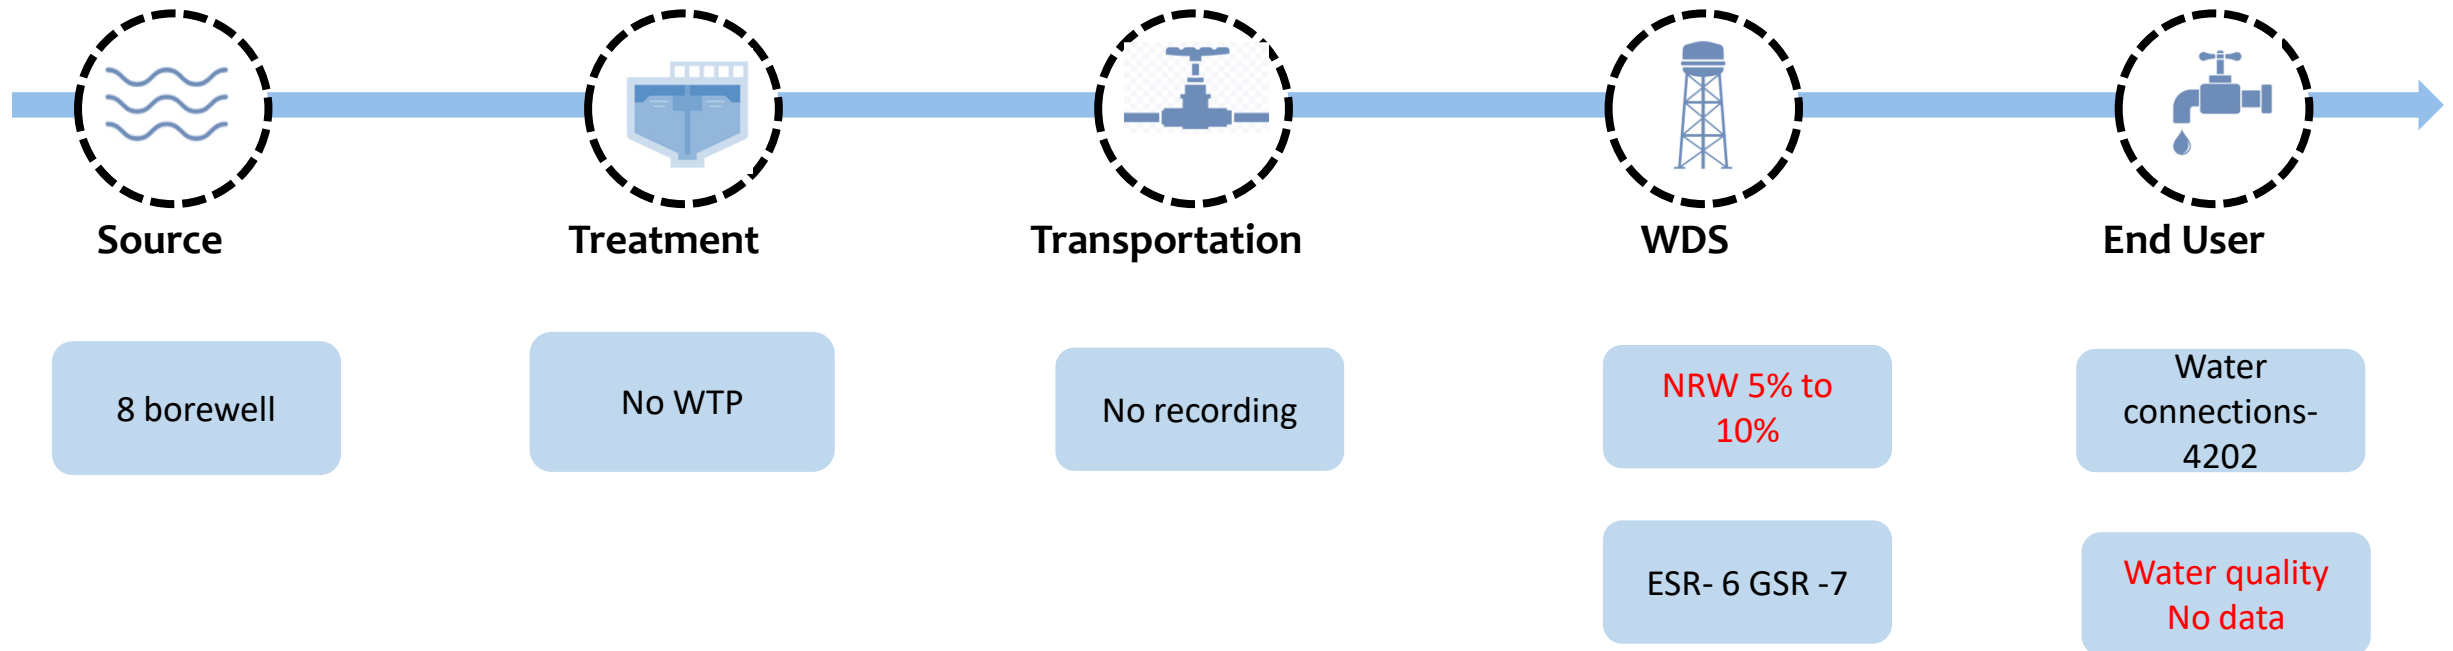 Source
Treatment
Transportation
WDS
End User
8 borewell
No WTP
No recording
NRW 5% to
10%
Water
connections-
4202
ESR- 6 GSR -7
Water quality
No data